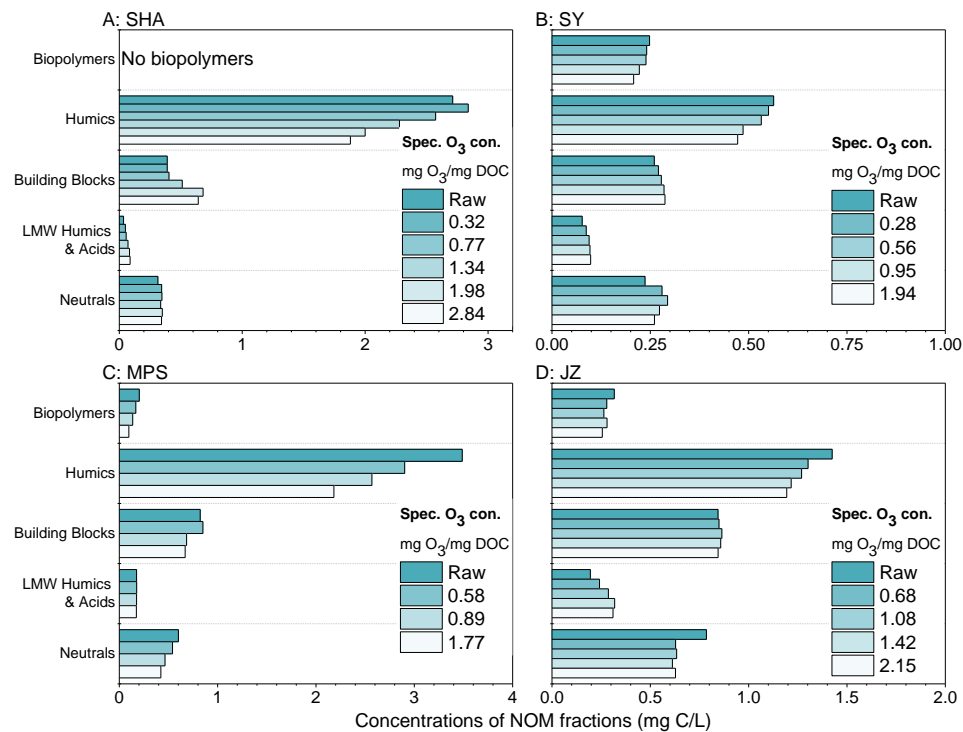 A: SHA
Biopolymers
No biopolymers
Humics
Building Blocks
LMW Humics
& Acids
Neutrals
Spec. O3 con.
mg O3/mg DOC
Raw
0.32
0.77
1.34
1.98
2.84
0 1 2 3
B: SY
Spec. O3 con.
mg O3/mg DOC
Raw
0.28
0.56
0.95
1.94
0.00 0.25 0.50 0.75 1.00
C: MPS
Biopolymers
Humics
Building Blocks
LMW Humics
& Acids
Neutrals
Spec. O3 con.
mg O3/mg DOC
Raw
0.58
0.89
1.77
0 1 2 3 4
D: JZ
Spec. O3 con.
mg O3/mg DOC
Raw
0.68
1.08
1.42
2.15
0.0 0.5 1.0 1.5 2.0
Concentrations of NOM fractions (mg C/L)